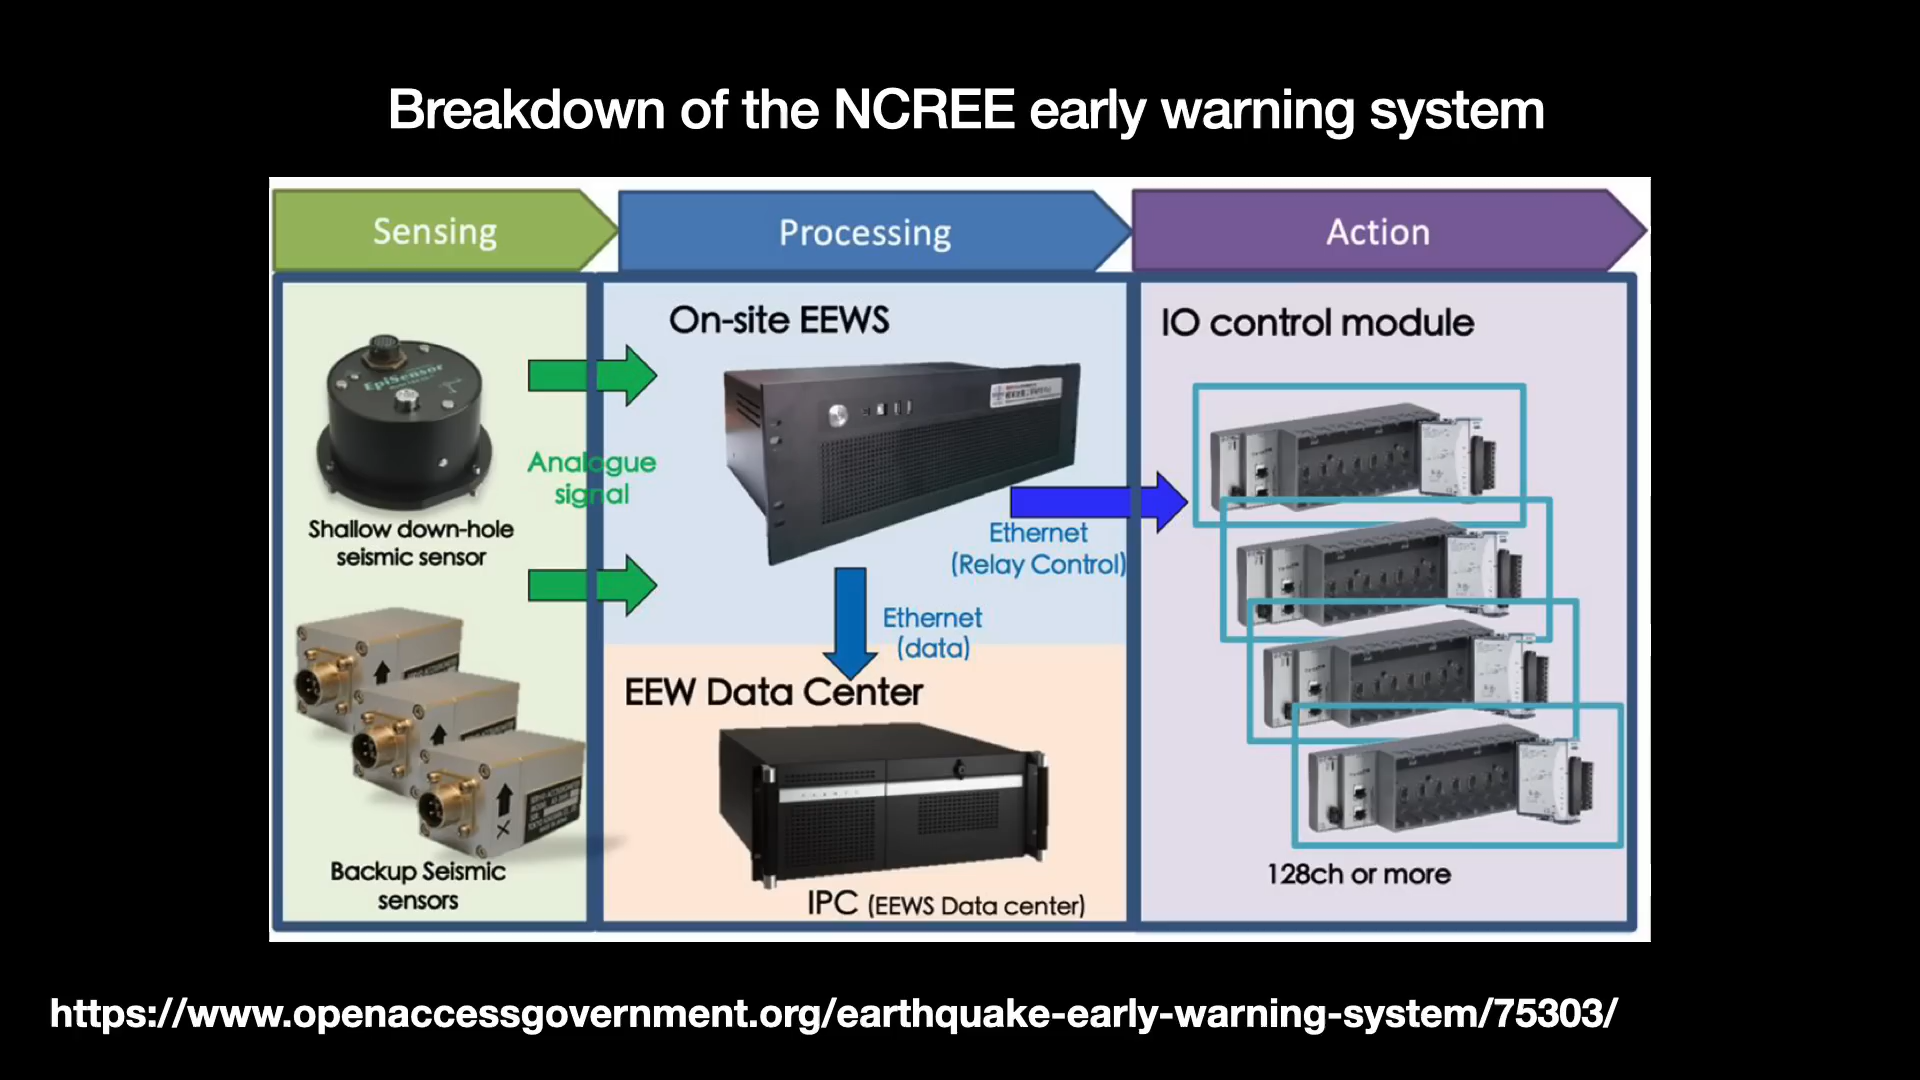 Breakdown of the NCREE early warning system
Sensing
Processing
Action
EpiSensor
Shallow down-hole
seismic sensor
Analogue
signal
X
Backup Seismic
sensors
On-site EEWS
Ethernet
(Relay Control)
Ethernet
(data)
EEW Data Center
IPC (EEWS Data center)
IO control module
128ch or more
https://www.openaccessgovernment.org/earthquake-early-warning-system/75303/